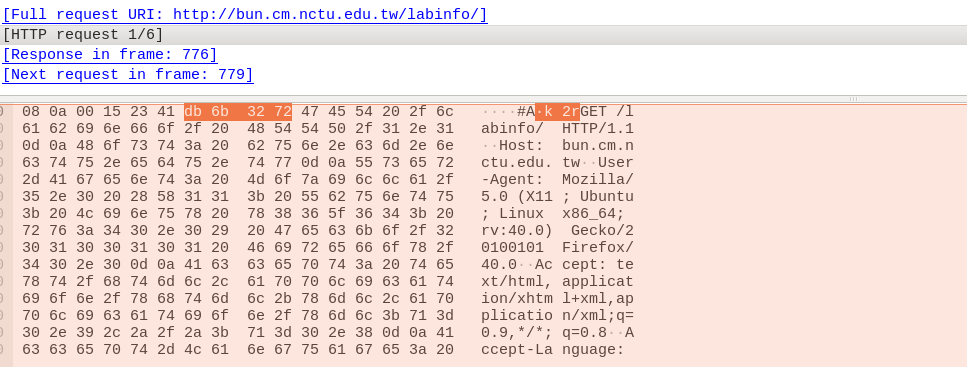 [Full request URI: http://bun.cm.nctu.edu.tw/labinfo/]
[HTTP request 1/6]
[Response in frame: 776]
[Next request in frame: 779]
08 0a 00 15 23 41 db 6b 32 72 47 45 54 20 2f 6c ····#A·k 2rGET /l
61 62 69 6e 66 6f 2f 20 48 54 54 50 2f 31 2e 31 abinfo/ HTTP/1.1
0d 0a 48 6f 73 74 3a 20 62 75 6e 2e 63 6d 2e 6e ··Host: bun.cm.n
63 74 75 2e 65 64 75 2e 74 77 0d 0a 55 73 65 72 ctu.edu. tw··User
2d 41 67 65 6e 74 3a 20 4d 6f 7a 69 6c 6c 61 2f -Agent: Mozilla/
35 2e 30 20 28 58 31 31 3b 20 55 62 75 6e 74 75 5.0 (X11 ; Ubuntu
3b 20 4c 69 6e 75 78 20 78 38 36 5f 36 34 3b 20 ; Linux x86_64;
72 76 3a 34 30 2e 30 29 20 47 65 63 6b 6f 2f 32 rv:40.0) Gecko/2
30 31 30 30 31 30 31 20 46 69 72 65 66 6f 78 2f 0100101 Firefox/
34 30 2e 30 0d 0a 41 63 63 65 70 74 3a 20 74 65 40.0··Ac cept: te
78 74 2f 68 74 6d 6c 2c 61 70 70 6c 69 63 61 74 xt/html, applicat
69 6f 6e 2f 78 68 74 6d 6c 2b 78 6d 6c 2c 61 70 ion/xhtm l+xml,ap
70 6c 69 63 61 74 69 6f 6e 2f 78 6d 6c 3b 71 3d plicatio n/xml;q=
30 2e 39 2c 2a 2f 2a 3b 71 3d 30 2e 38 0d 0a 41 0.9,*/*; q=0.8··A
63 63 65 70 74 2d 4c 61 6e 67 75 61 67 65 3a 20 ccept-La nguage: